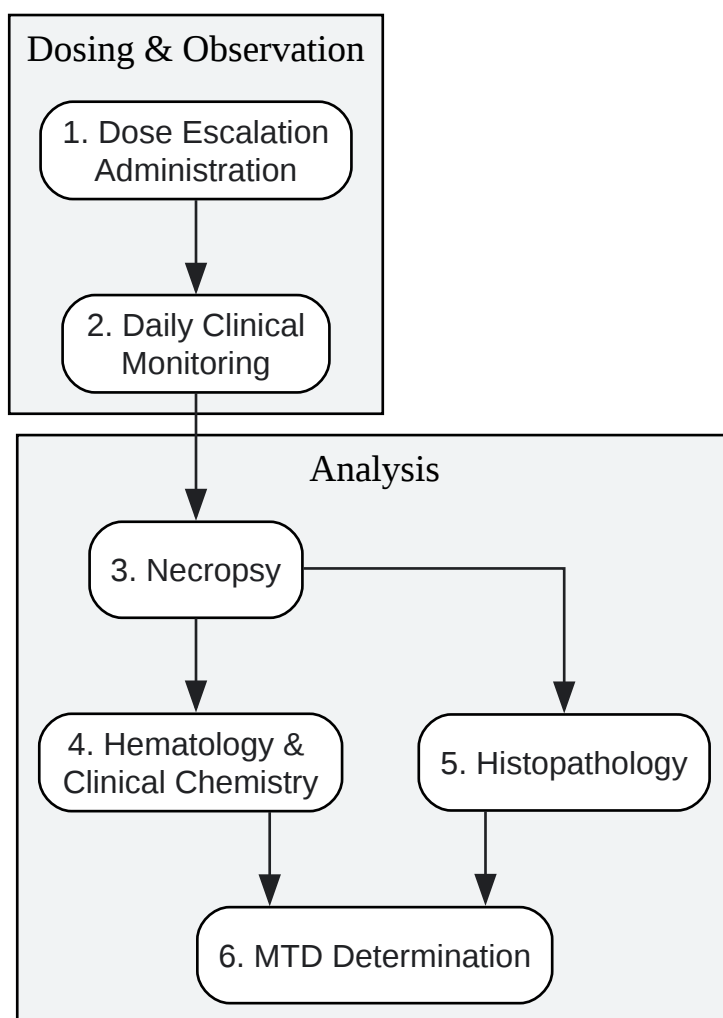 Dosing & Observation
1. Dose Escalation
Administration
2. Daily Clinical
Monitoring
Analysis
3. Necropsy
4. Hematology &
Clinical Chemistry
5. Histopathology
6. MTD Determination